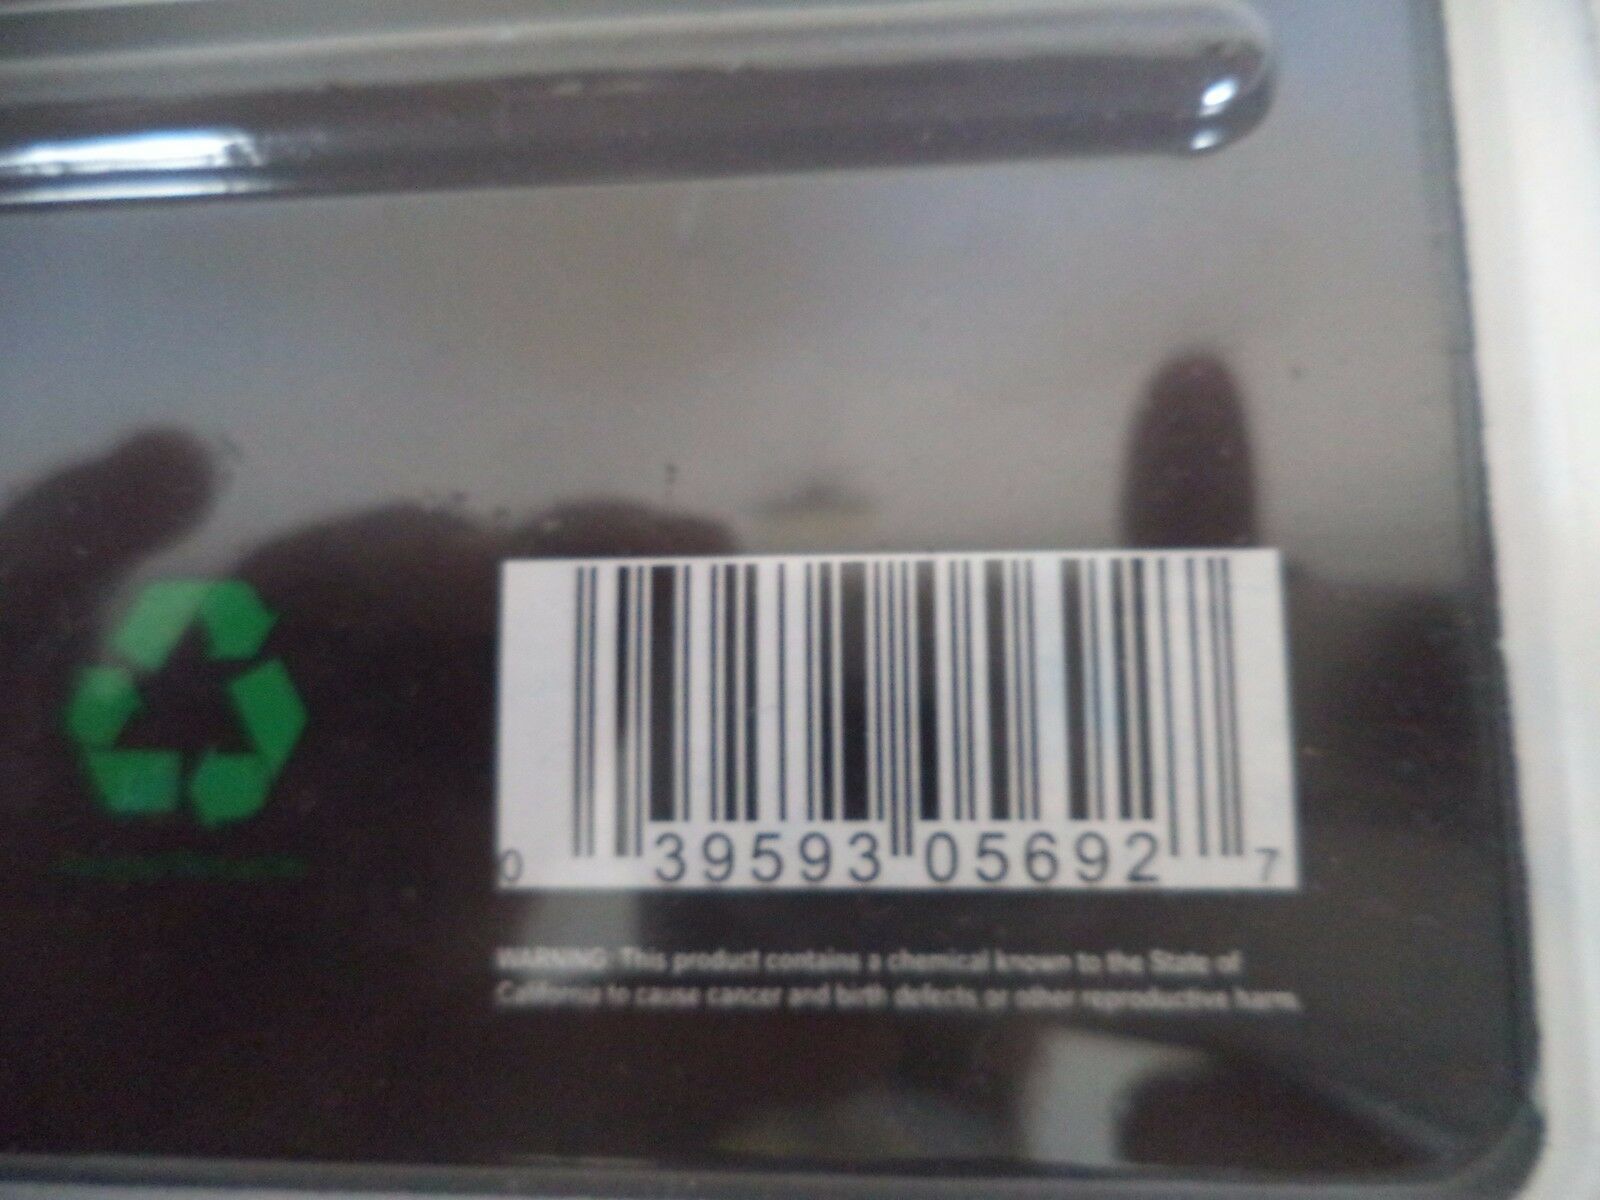 0 39593 05692 7
WARNING: This product contains a chemical known to the State of
California to cause cancer and birth defects or other reproductive harm.